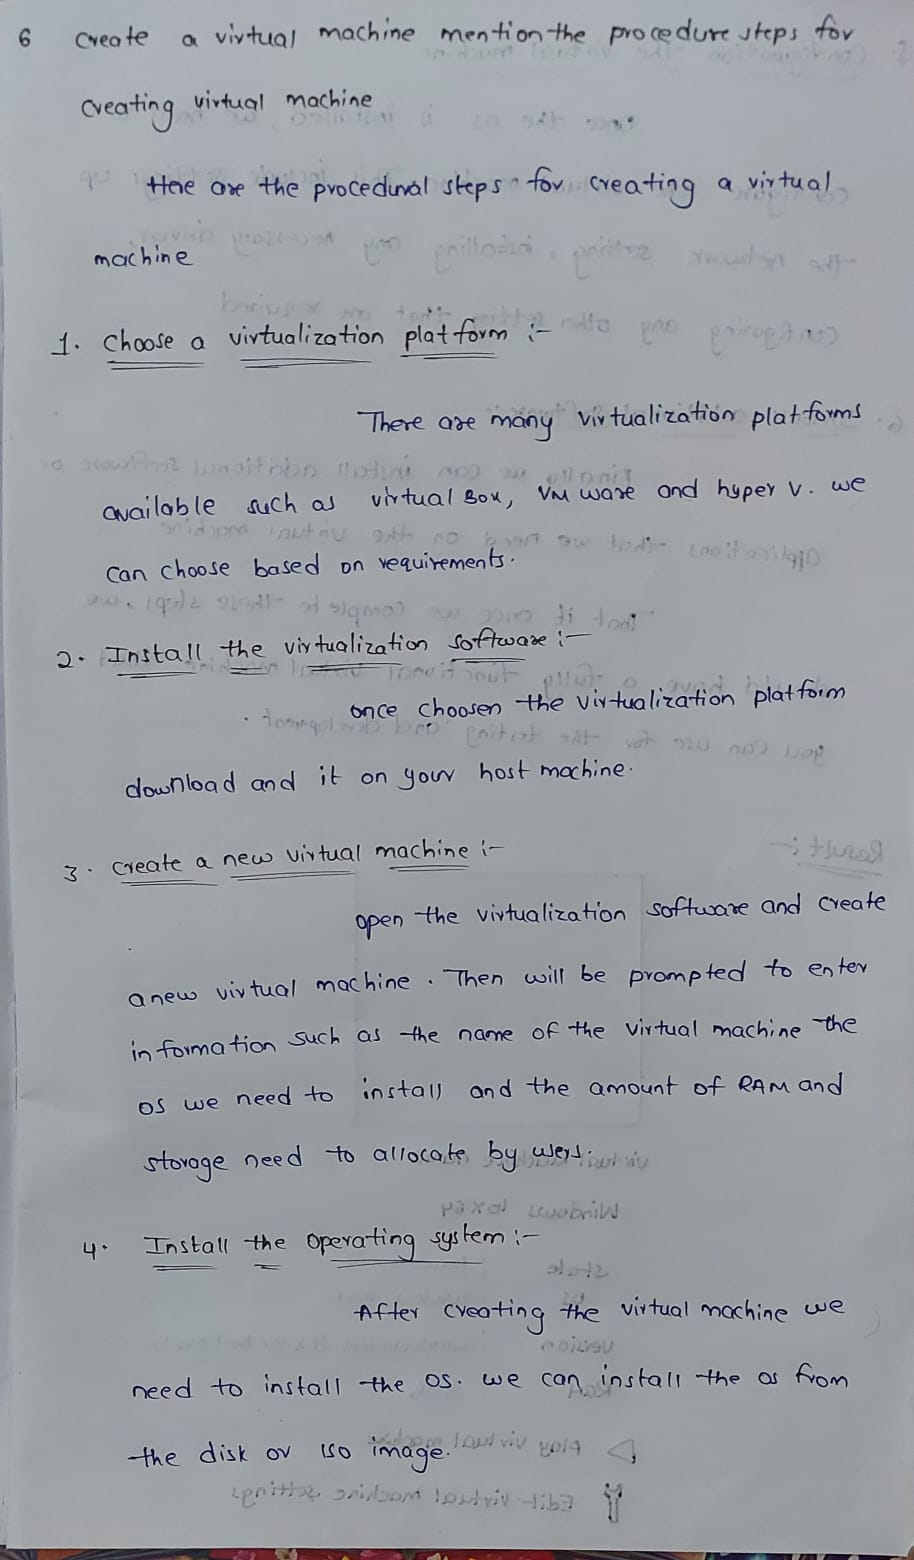 6 Create a virtual machine mention the procedure steps for
creating virtual machine
Here are the procedural steps for creating a virtual
machine
1. Choose a virtualization platform :-
There are many virtualization platforms
available such as virtual Box, VM ware and hyper v. we
can choose based on requirements.
2. Install the virtualization software :-
once choosen the virtualization platform
download and it on your host machine.
3. create a new virtual machine :-
open the virtualization software and create
a new virtual machine. Then will be prompted to enter
information such as the name of the virtual machine the
os we need to install and the amount of RAM and
storage need to allocate by users.
4. Install the operating system :-
After creating the virtual machine we
need to install the os. we can install the os from
the disk or iso image.